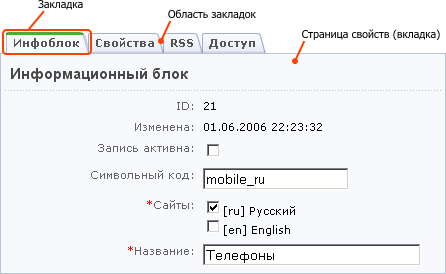 Закладка
Область закладок
Страница свойств (вкладка)
Инфоблок Свойства RSS Доступ
Информационный блок
ID: 21
Изменена: 01.06.2006 22:23:32
Запись активна:
Символьный код: mobile_ru
*Сайты: [ru] Русский
[en] English
*Название: Телефоны